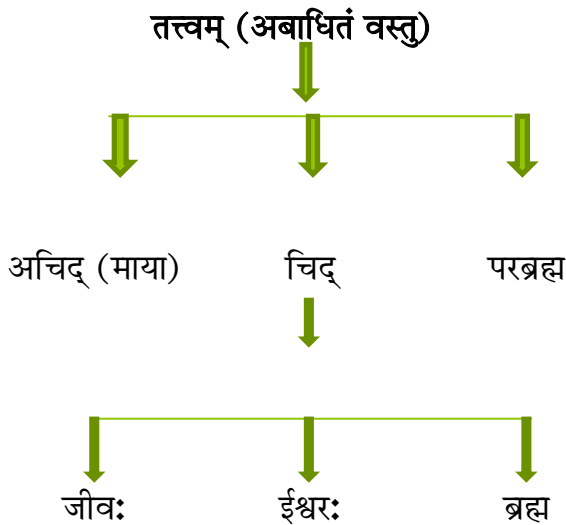 तत्त्वम् (अबाधितं वस्तु)
अचिद् (माया) चिद् परब्रह्म
जीव: ईश्वर: ब्रह्म